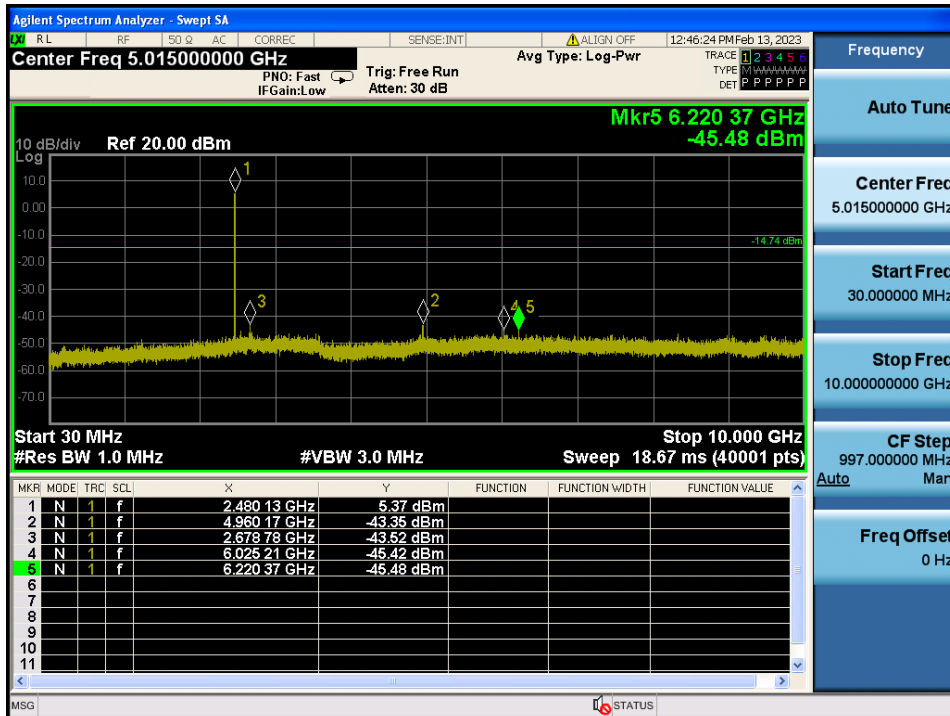 Agilent Spectrum Analyzer - Swept SA
LXI RL RF 50 Ω AC CORREC SENSE:INT ALIGN OFF 12:46:24 PM Feb 13, 2023
Center Freq 5.015000000 GHz
PNO: Fast
IFGain:Low
Trig: Free Run
Atten: 30 dB
Avg Type: Log-Pwr
TRACE 1 2 3 4 5 6
TYPE M W W W W W
DET P P P P P P
Mkr5 6.220 37 GHz
-45.48 dBm
10 dB/div Ref 20.00 dBm
Log
10.0
0.00
-10.0
-20.0
-30.0
-40.0
-50.0
-60.0
-70.0
1
3
2
4
5
-14.74 dBm
Start 30 MHz Stop 10.000 GHz
#Res BW 1.0 MHz #VBW 3.0 MHz Sweep 18.67 ms (40001 pts)
MKR MODE TRC SCL X Y FUNCTION FUNCTION WIDTH FUNCTION VALUE
1 N 1 f 2.480 13 GHz 5.37 dBm
2 N 1 f 4.960 17 GHz -43.35 dBm
3 N 1 f 2.678 78 GHz -43.52 dBm
4 N 1 f 6.025 21 GHz -45.42 dBm
5 N 1 f 6.220 37 GHz -45.48 dBm
6
7
8
9
10
11
MSG STATUS
Frequency
Auto Tune
Center Freq
5.015000000 GHz
Start Freq
30.000000 MHz
Stop Freq
10.000000000 GHz
CF Step
997.000000 MHz
Auto Man
Freq Offset
0 Hz